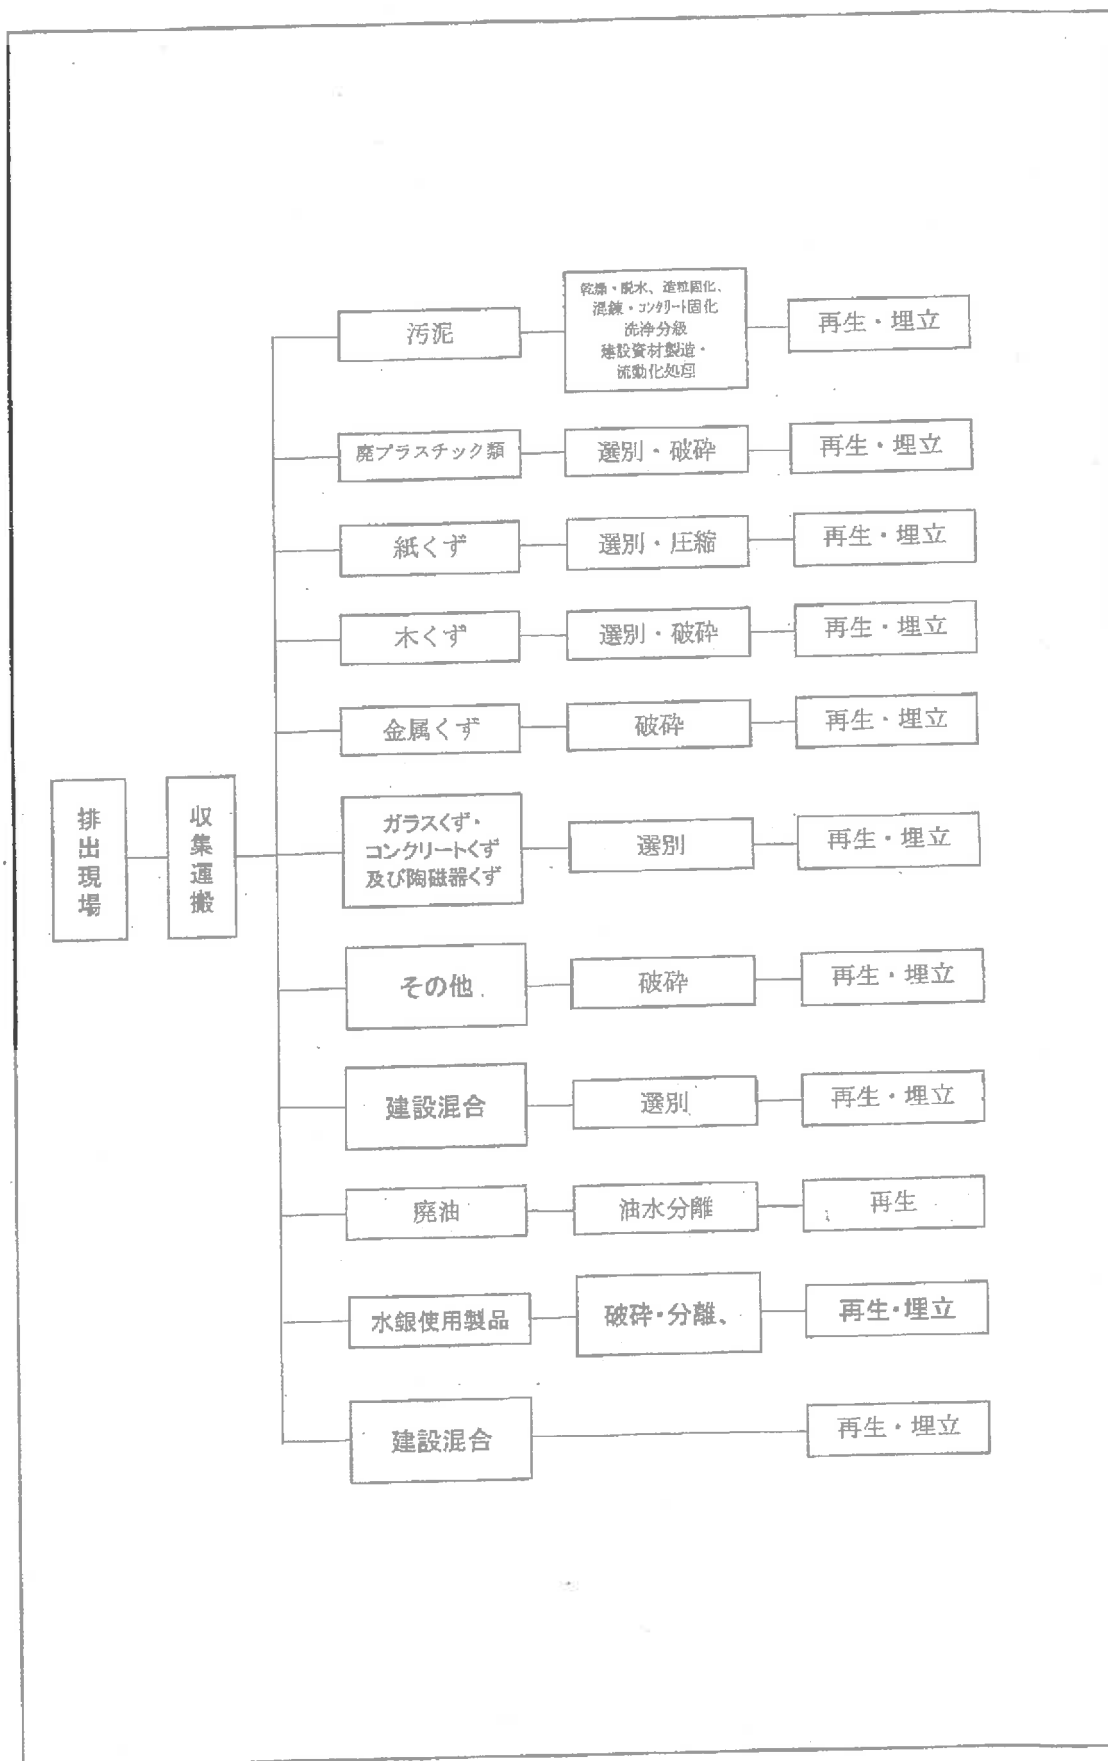 排出現場
収集運搬
汚泥
乾燥・脱水、造粒固化、
混錬・コンクリート固化
洗浄分級
建設資材製造・
流動化処理
再生・埋立
廃プラスチック類
選別・破砕
再生・埋立
紙くず
選別・圧縮
再生・埋立
木くず
選別・破砕
再生・埋立
金属くず
破砕
再生・埋立
ガラスくず・
コンクリートくず
及び陶磁器くず
選別
再生・埋立
その他
破砕
再生・埋立
建設混合
選別
再生・埋立
廃油
油水分離
再生
水銀使用製品
破砕・分離、
再生・埋立
建設混合
再生・埋立